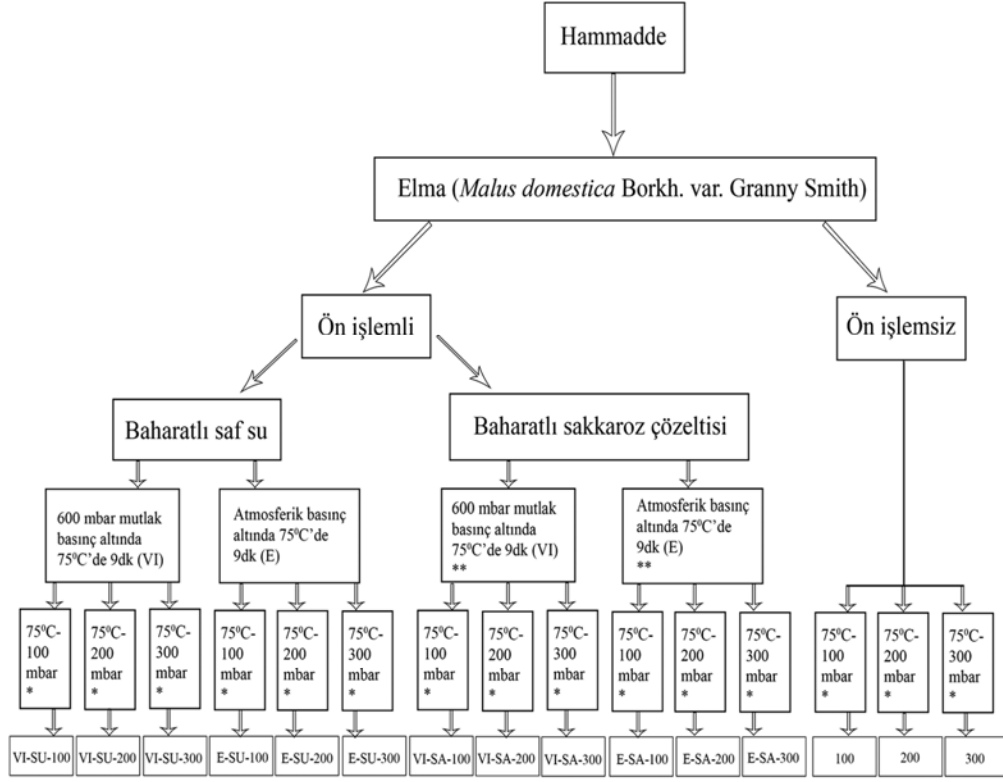 Hammadde
Elma (Malus domestica Borkh. var. Granny Smith)
Ön işlemli
Ön işlemsiz
Baharatlı saf su
Baharatlı sakkaroz çözeltisi
600 mbar mutlak
basınç altında
75⁰C'de 9dk (VI)
Atmosferik basınç
altında 75⁰C'de
9dk (E)
600 mbar mutlak
basınç altında
75⁰C'de 9dk (VI)
**
Atmosferik basınç
altında 75⁰C'de
9dk (E)
**
75⁰C-
100
mbar
*
75⁰C-
200
mbar
*
75⁰C-
300
mbar
*
75⁰C-
100
mbar
*
75⁰C-
200
mbar
*
75⁰C-
300
mbar
*
75⁰C-
100
mbar
*
75⁰C-
200
mbar
*
75⁰C-
300
mbar
*
75⁰C-
100
mbar
*
75⁰C-
200
mbar
*
75⁰C-
300
mbar
*
75⁰C-
100
mbar
*
75⁰C-
200
mbar
*
75⁰C-
300
mbar
*
VI-SU-100
VI-SU-200
VI-SU-300
E-SU-100
E-SU-200
E-SU-300
VI-SA-100
VI-SA-200
VI-SA-300
E-SA-100
E-SA-200
E-SA-300
100
200
300